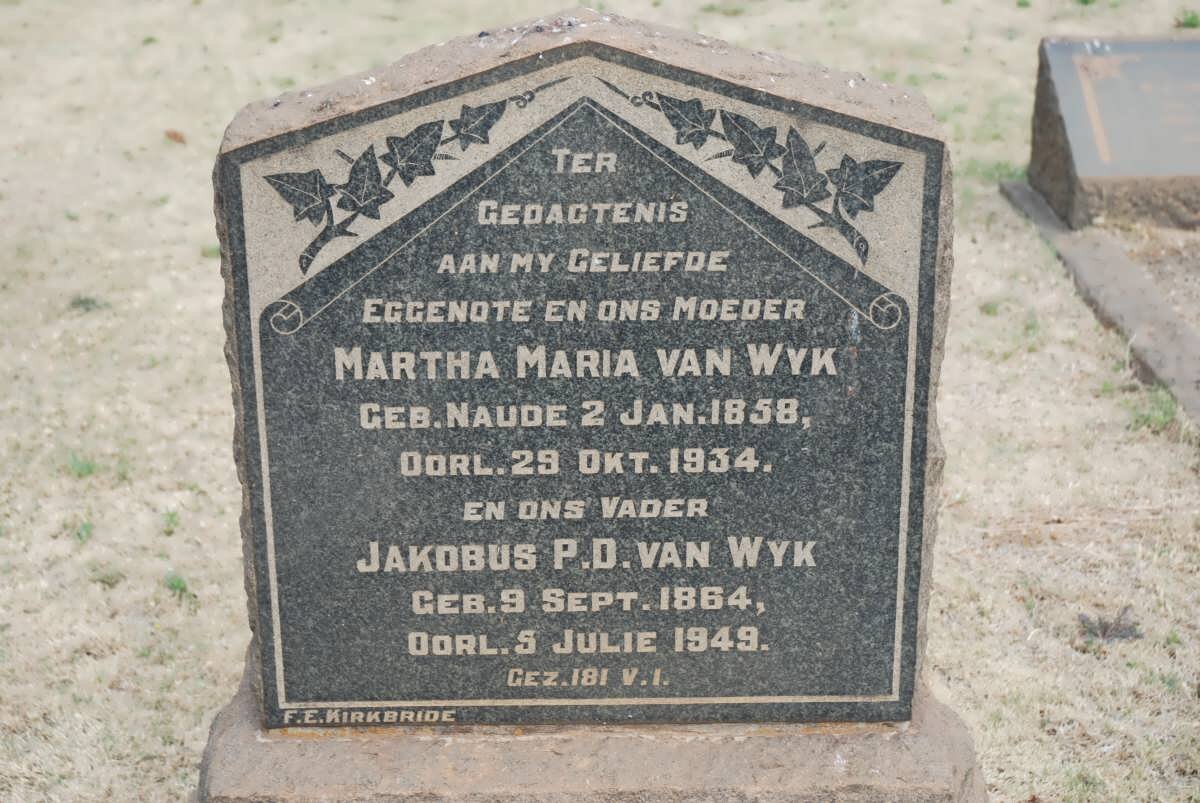 TER
GEDAGTENIS
AAN MY GELIEFDE
EGGENOTE EN ONS MOEDER
MARTHA MARIA VAN WYK
GEB. NAUDE 2 JAN. 1858,
OORL. 29 OKT. 1934.
EN ONS VADER
JAKOBUS P.D. VAN WYK
GEB. 9 SEPT. 1864,
OORL. 5 JULIE 1949.
GEZ. 181 V. 1.
F.E. KIRKBRIDE